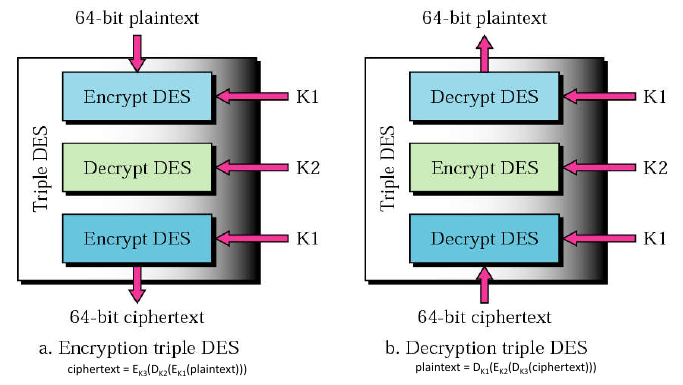 64-bit plaintext
Triple DES
Encrypt DES
K1
Decrypt DES
K2
Encrypt DES
K1
64-bit ciphertext
a. Encryption triple DES
ciphertext = EK3(DK2(EK1(plaintext)))
64-bit plaintext
Triple DES
Decrypt DES
K1
Encrypt DES
K2
Decrypt DES
K1
64-bit ciphertext
b. Decryption triple DES
plaintext = DK1(EK2(DK3(ciphertext)))